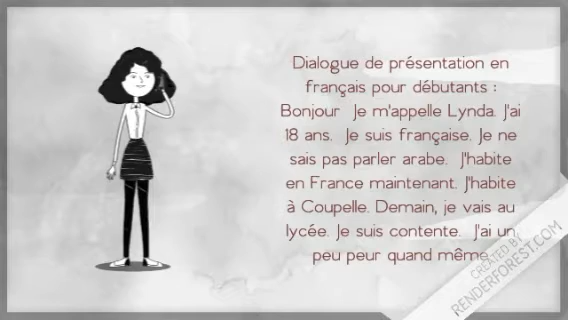 Dialogue de présentation en
français pour débutants :
Bonjour Je m'appelle Lynda. J'ai
18 ans. Je suis française. Je ne
sais pas parler arabe. J'habite
en France maintenant. J'habite
à Coupelle. Demain, je vais au
lycée. Je suis contente. J'ai un
peu peur quand même.
CREATED BY
RENDERFOREST.COM